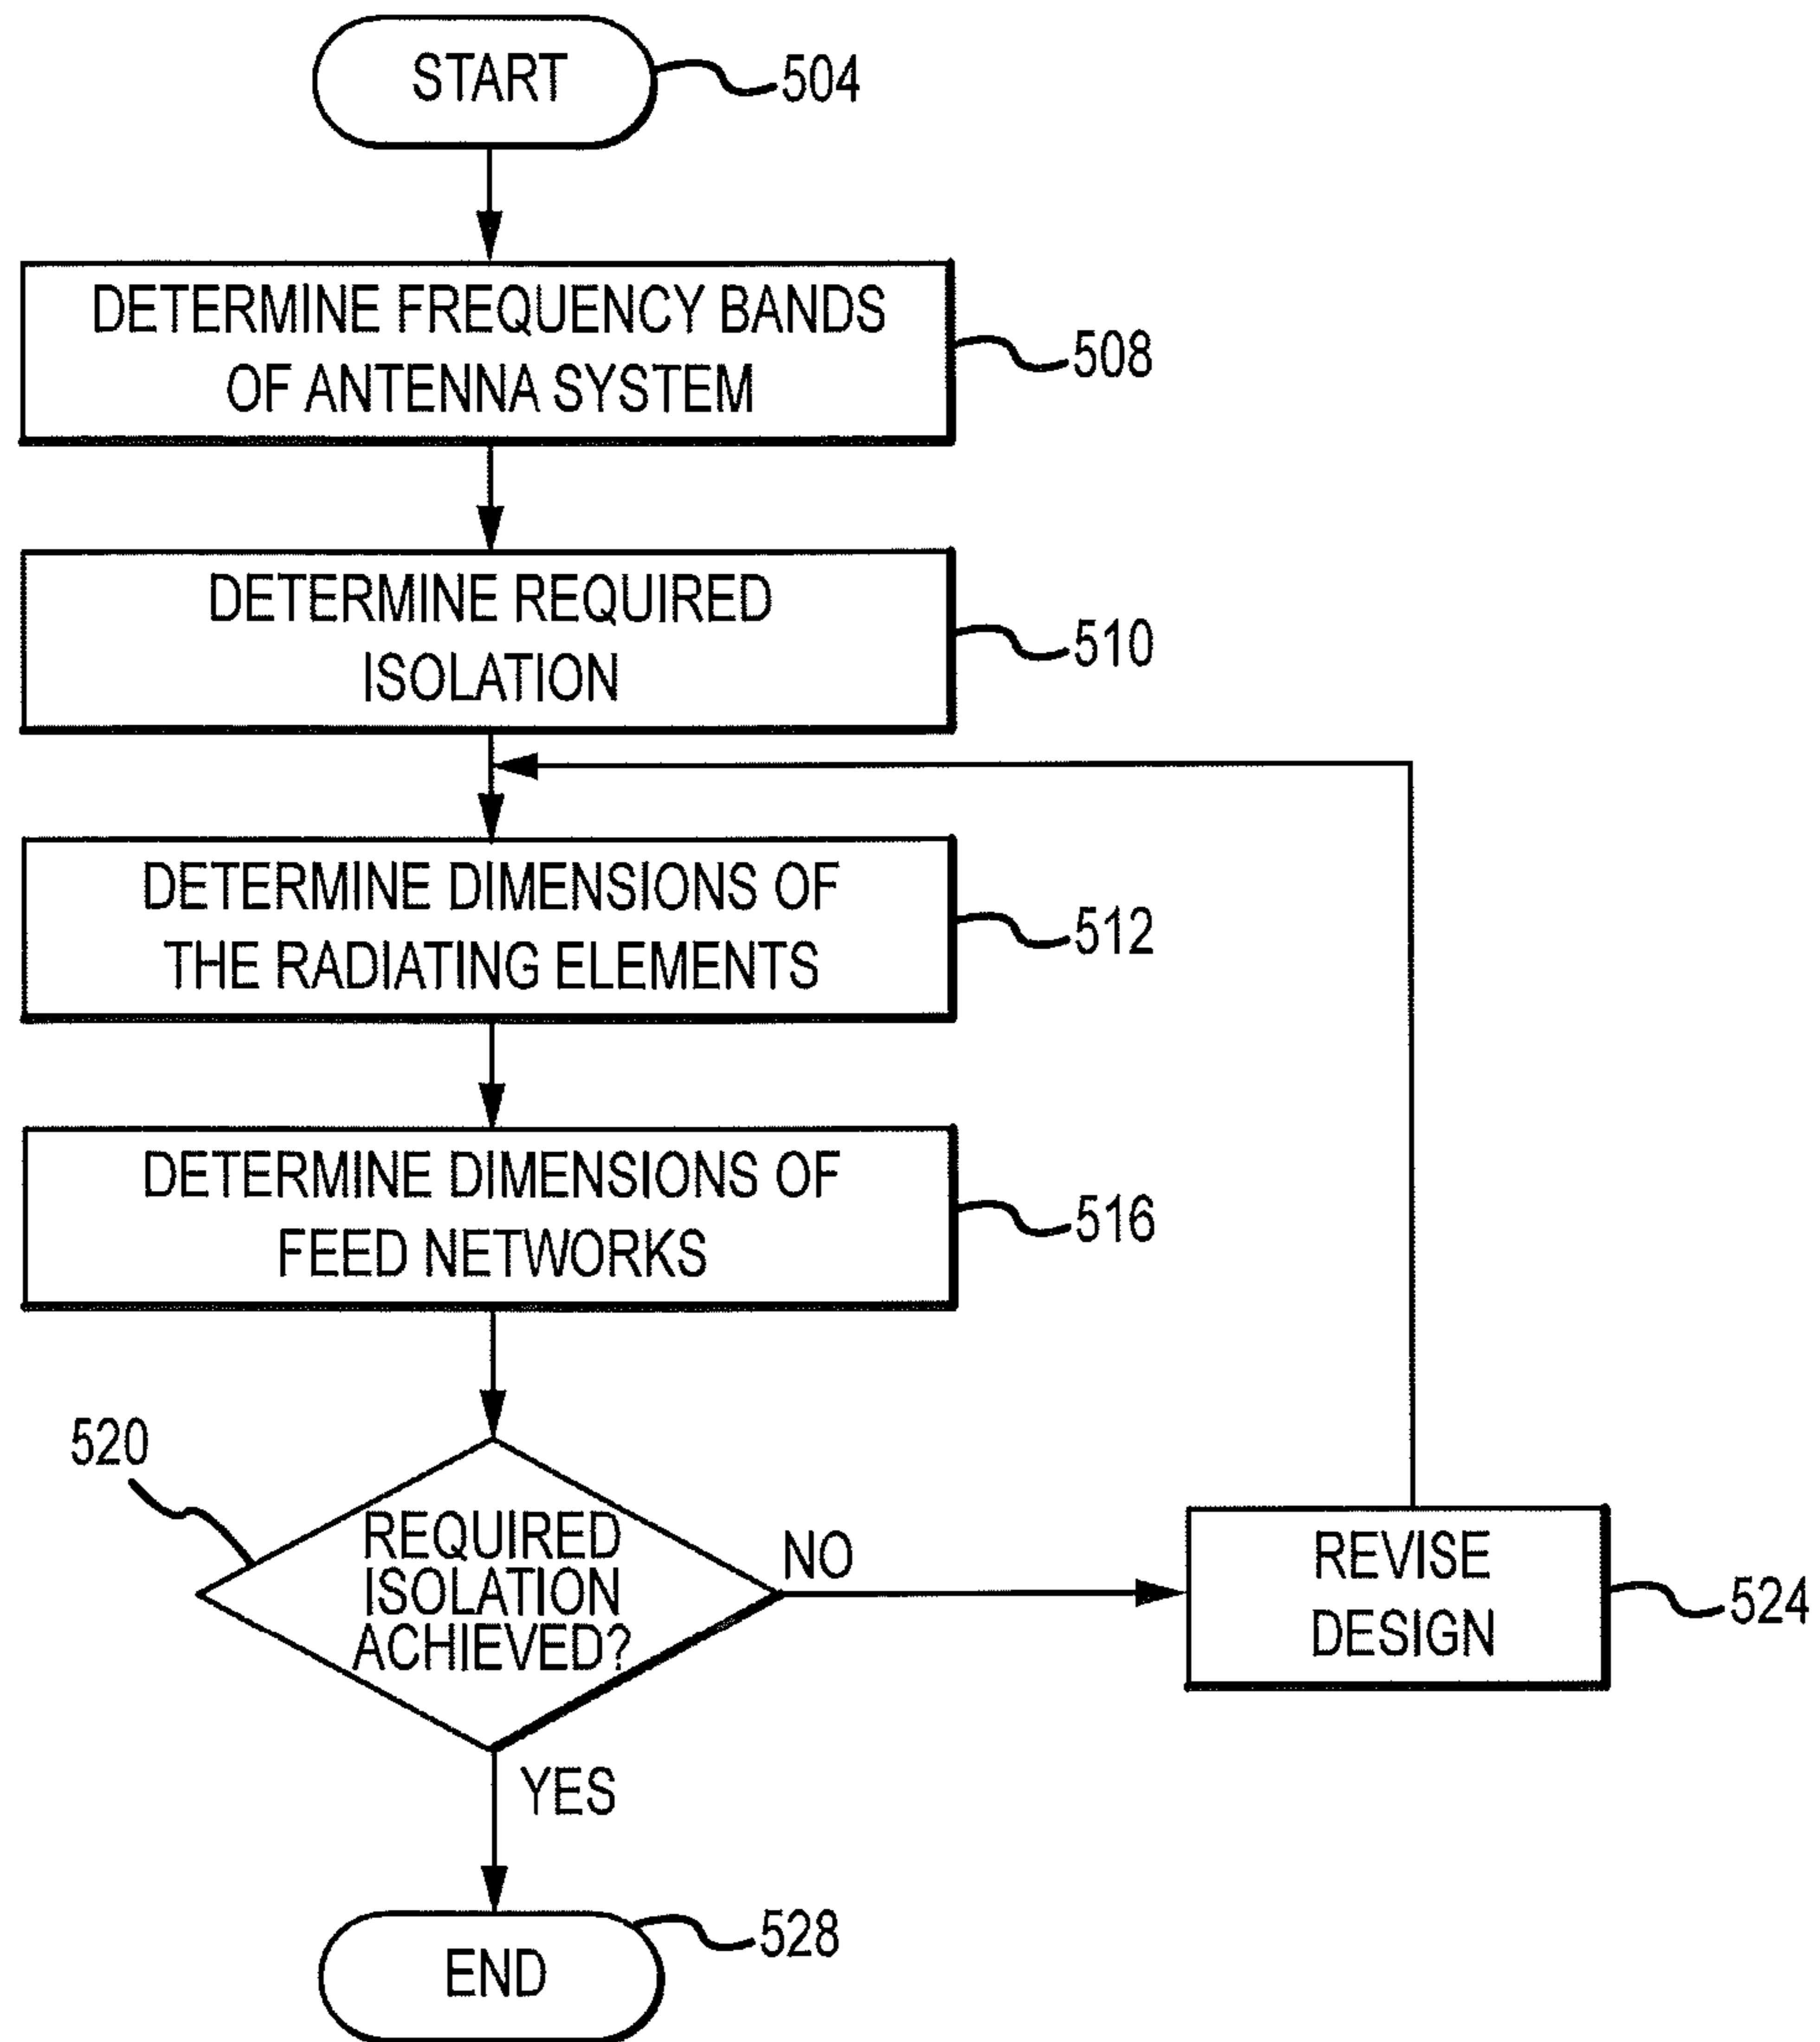 START
504
DETERMINE FREQUENCY BANDS
OF ANTENNA SYSTEM
508
DETERMINE REQUIRED
ISOLATION
510
DETERMINE DIMENSIONS OF
THE RADIATING ELEMENTS
512
DETERMINE DIMENSIONS OF
FEED NETWORKS
516
520
REQUIRED
ISOLATION
ACHIEVED?
NO
REVISE
DESIGN
524
YES
END
528